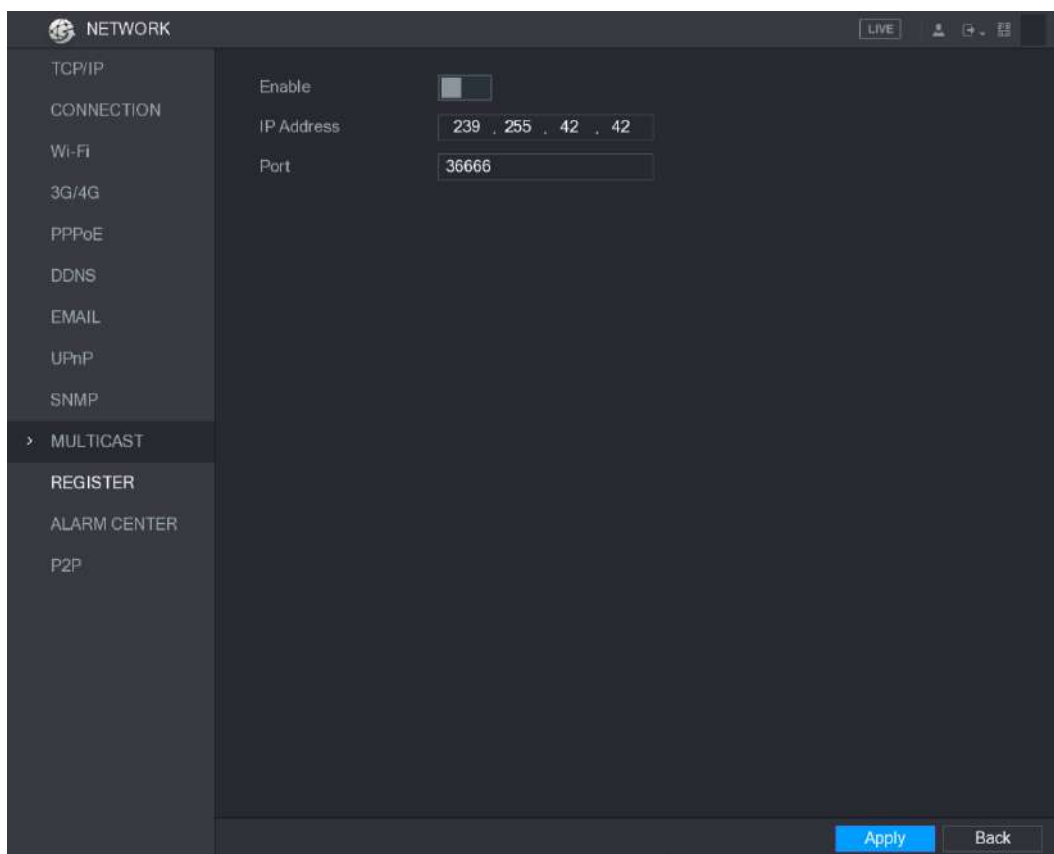 NETWORK
LIVE
TCP/IP
CONNECTION
Wi-Fi
3G/4G
PPPoE
DDNS
EMAIL
UPnP
SNMP
MULTICAST
REGISTER
ALARM CENTER
P2P
Enable
IP Address 239 . 255 . 42 . 42
Port 36666
Apply Back